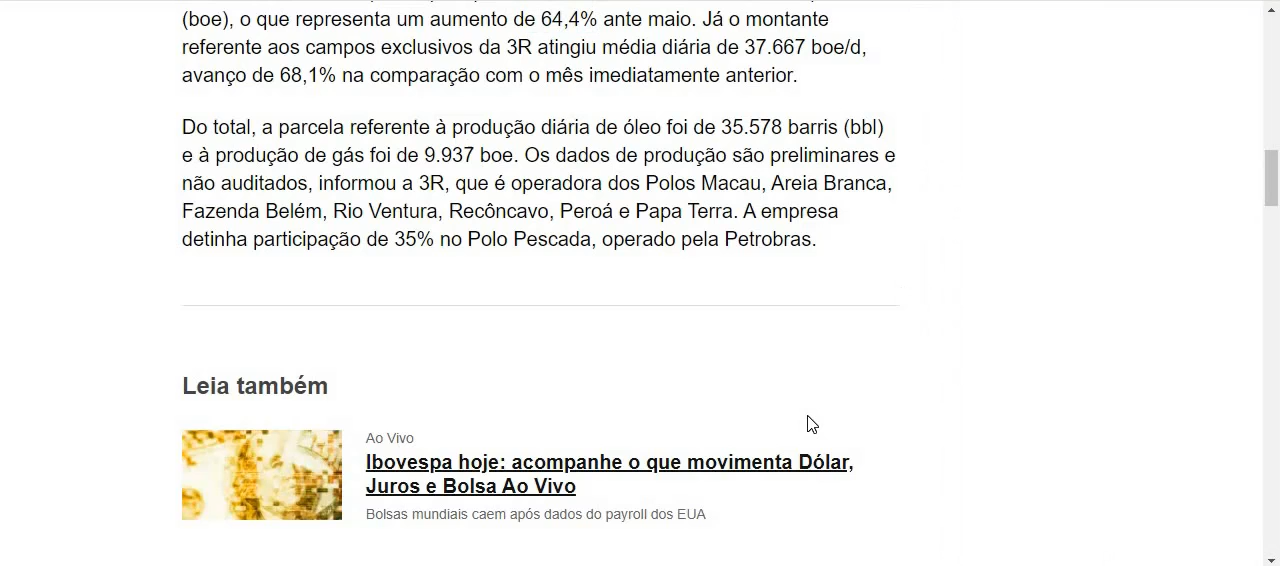 (boe), o que representa um aumento de 64,4% ante maio. Já o montante
referente aos campos exclusivos da 3R atingiu média diária de 37.667 boe/d,
avanço de 68,1% na comparação com o mês imediatamente anterior.
Do total, a parcela referente à produção diária de óleo foi de 35.578 barris (bbl)
e à produção de gás foi de 9.937 boe. Os dados de produção são preliminares e
não auditados, informou a 3R, que é operadora dos Polos Macau, Areia Branca,
Fazenda Belém, Rio Ventura, Recôncavo, Peroá e Papa Terra. A empresa
detinha participação de 35% no Polo Pescada, operado pela Petrobras.
Leia também
Ao Vivo
Ibovespa hoje: acompanhe o que movimenta Dólar,
Juros e Bolsa Ao Vivo
Bolsas mundiais caem após dados do payroll dos EUA